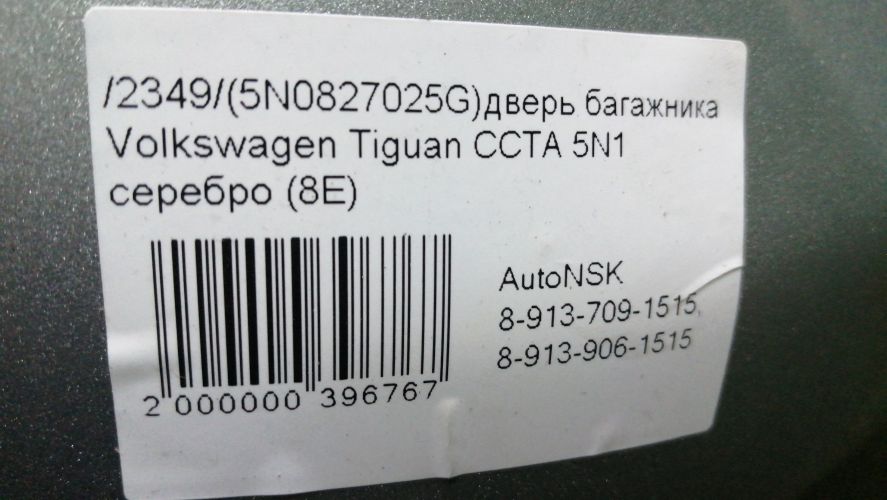 /2349/(5N0827025G)дверь багажника
Volkswagen Tiguan CCTA 5N1
серебро (8E)
AutoNSK
8-913-709-1515,
8-913-906-1515
2 000000 396767